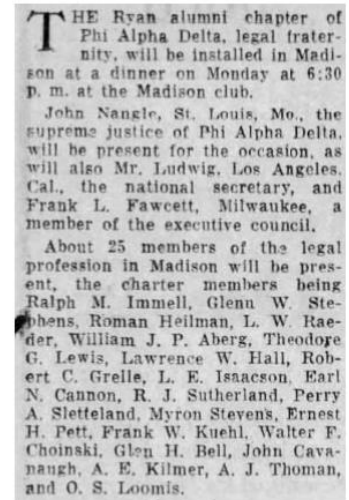 THE Ryan alumni chapter of
Phi Alpha Delta, legal frater-
nity, will be installed in Madi-
son at a dinner on Monday at 6:30
p. m. at the Madison club.
John Nangle, St. Louis, Mo., the
supreme justice of Phi Alpha Delta,
will be present for the occasion, as
will also Mr. Ludwig, Los Angeles,
Cal., the national secretary, and
Frank L. Fawcett, Milwaukee, a
member of the executive council.
About 25 members of the legal
profession in Madison will be pres-
ent, the charter members being
Ralph M. Immell, Glenn W. Ste-
phens, Roman Heilman, L. W. Rae-
der, William J. P. Aberg, Theodore
G. Lewis, Lawrence W. Hall, Rob-
ert C. Grelle, L. E. Isaacson, Earl
N. Cannon, R. J. Sutherland, Perry
A. Sletteland, Myron Stevens, Ernest
H. Pett, Frank W. Kuehl, Walter F.
Choinski, Glen H. Bell, John Cava-
naugh, A. E. Kilmer, A. J. Thoman,
and O. S. Loomis.